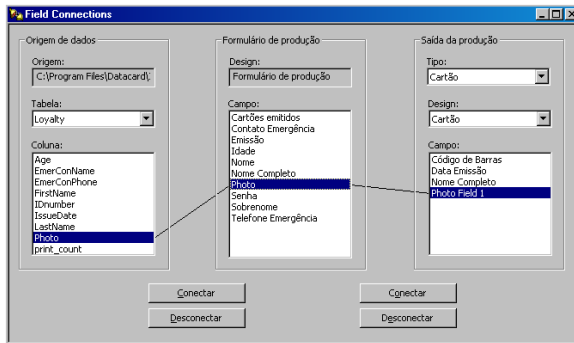 Field Connections
Origem de dados
Origem:
C:\Program Files\Datacard\
Tabela:
Loyalty
Coluna:
Age
EmerConName
EmerConPhone
FirstName
IDnumber
IssueDate
LastName
Photo
print_count
Formulário de produção
Design:
Formulário de produção
Campo:
Cartões emitidos
Contato Emergência
Emissão
Idade
Nome
Nome Completo
Photo
Senha
Sobrenome
Telefone Emergência
Saída da produção
Tipo:
Cartão
Design:
Cartão
Campo:
Código de Barras
Data Emissão
Nome Completo
Photo Field 1
Conectar
Conectar
Desconectar
Desconectar